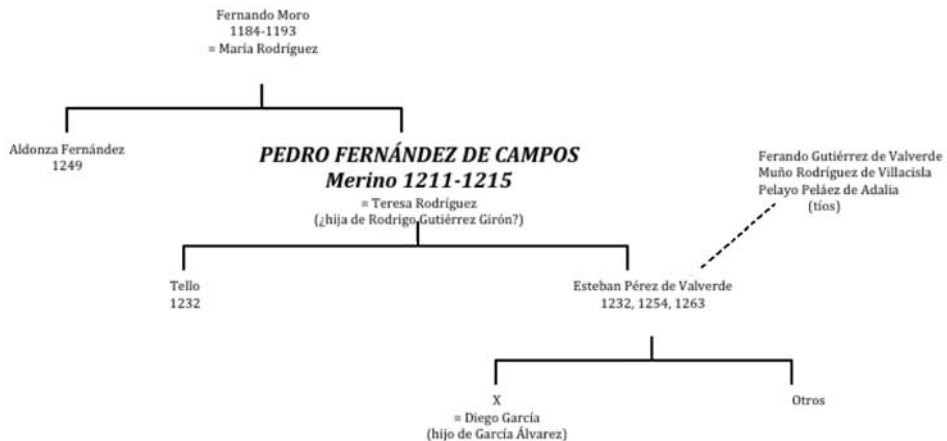 Fernando Moro
1184-1193
= María Rodríguez
Aldonza Fernández
1249
PEDRO FERNÁNDEZ DE CAMPOS
Merino 1211-1215
= Teresa Rodríguez
(¿hija de Rodrigo Gutiérrez Girón?)
Ferando Gutiérrez de Valverde
Muño Rodríguez de Villacisla
Pelayo Peláez de Adalia
(tíos)
Tello
1232
Esteban Pérez de Valverde
1232, 1254, 1263
X
= Diego García
(hijo de García Álvarez)
Otros